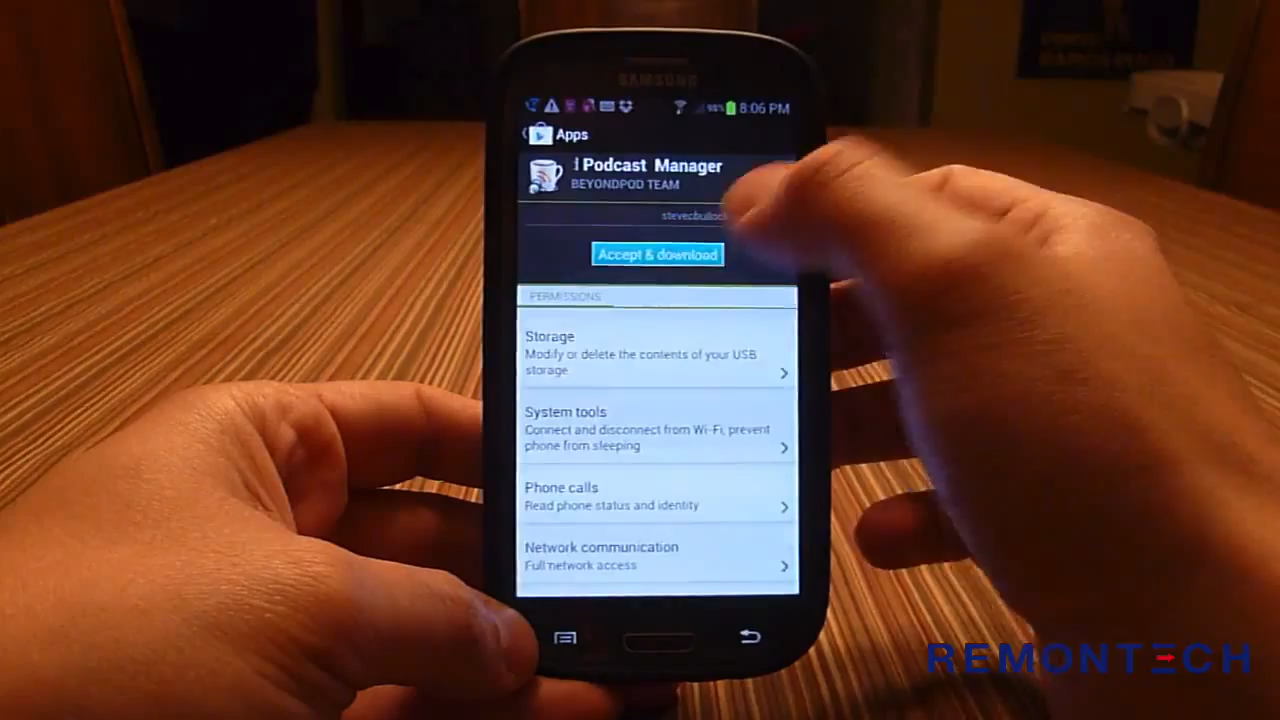 SAMSUNG
98% 8:06 PM
Apps
Podcast Manager
BEYONDPOD TEAM
Accept & download
PERMISSIONS
Storage
Modify or delete the contents of your USB
storage
System tools
Connect and disconnect from Wi-Fi, prevent
phone from sleeping
Phone calls
Read phone status and identity
Network communication
Full network access
REMONTECH